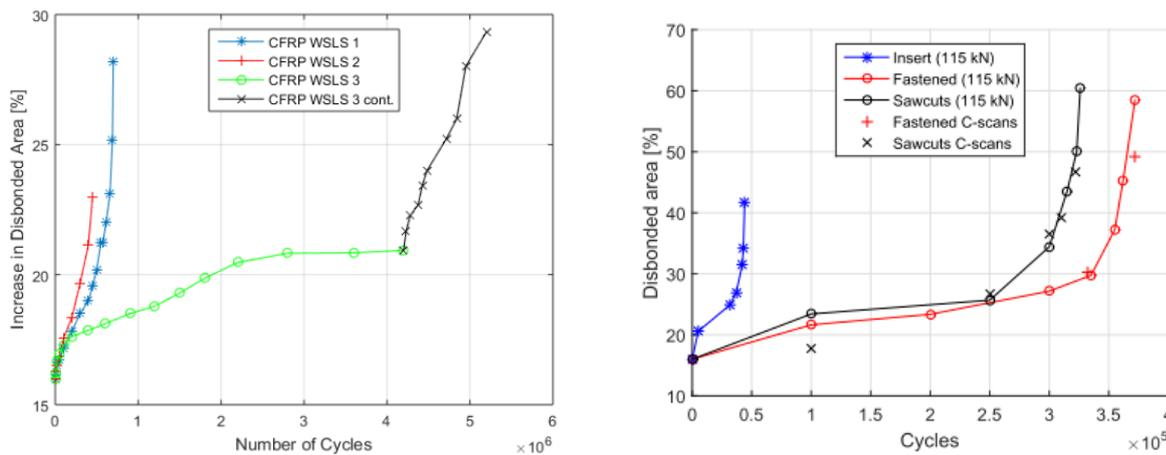 30
25
20
15
Increase in Disbonded Area [%]
CFRP WSLS 1
CFRP WSLS 2
CFRP WSLS 3
CFRP WSLS 3 cont.
0 1 2 3 4 5 6
Number of Cycles
×10^6
70
60
50
40
30
20
10
Disbonded area [%]
Insert (115 kN)
Fastened (115 kN)
Sawcuts (115 kN)
Fastened C-scans
Sawcuts C-scans
0 0.5 1 1.5 2 2.5 3 3.5
Cycles
×10^5